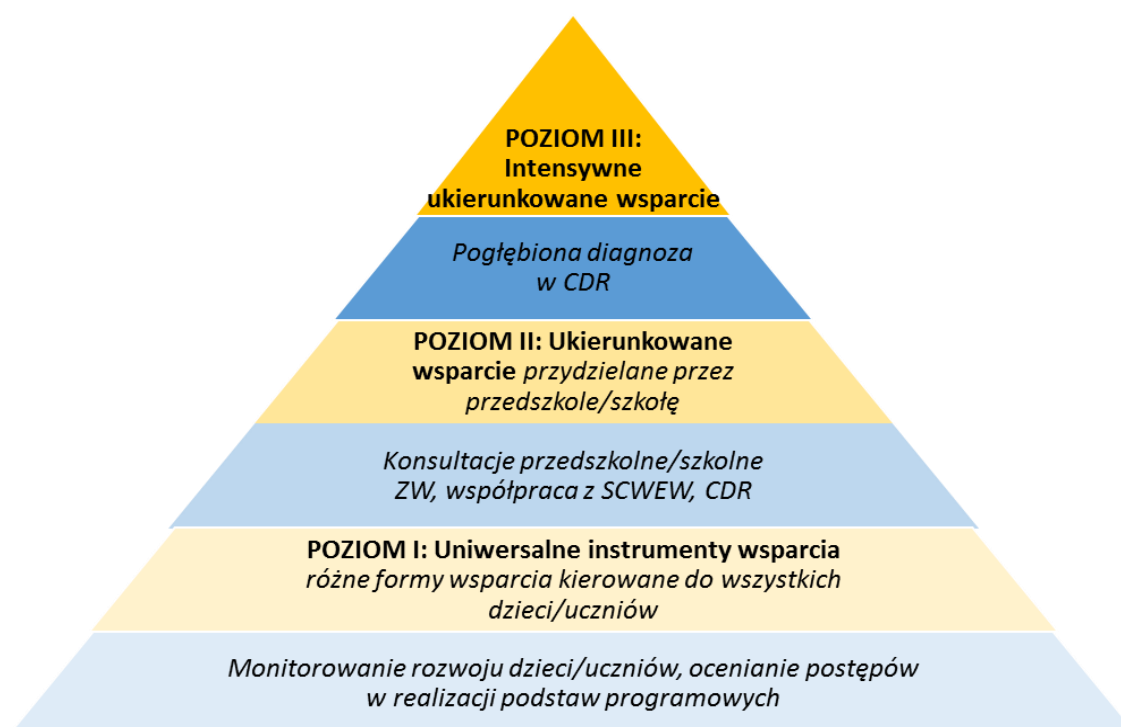 POZIOM III:
Intensywne
ukierunkowane wsparcie
Pogłębiona diagnoza
w CDR
POZIOM II: Ukierunkowane
wsparcie przydzielane przez
przedszkole/szkołę
Konsultacje przedszkolne/szkolne
ZW, współpraca z SCWEW, CDR
POZIOM I: Uniwersalne instrumenty wsparcia
różne formy wsparcia kierowane do wszystkich
dzieci/uczniów
Monitorowanie rozwoju dzieci/uczniów, ocenianie postępów
w realizacji podstaw programowych